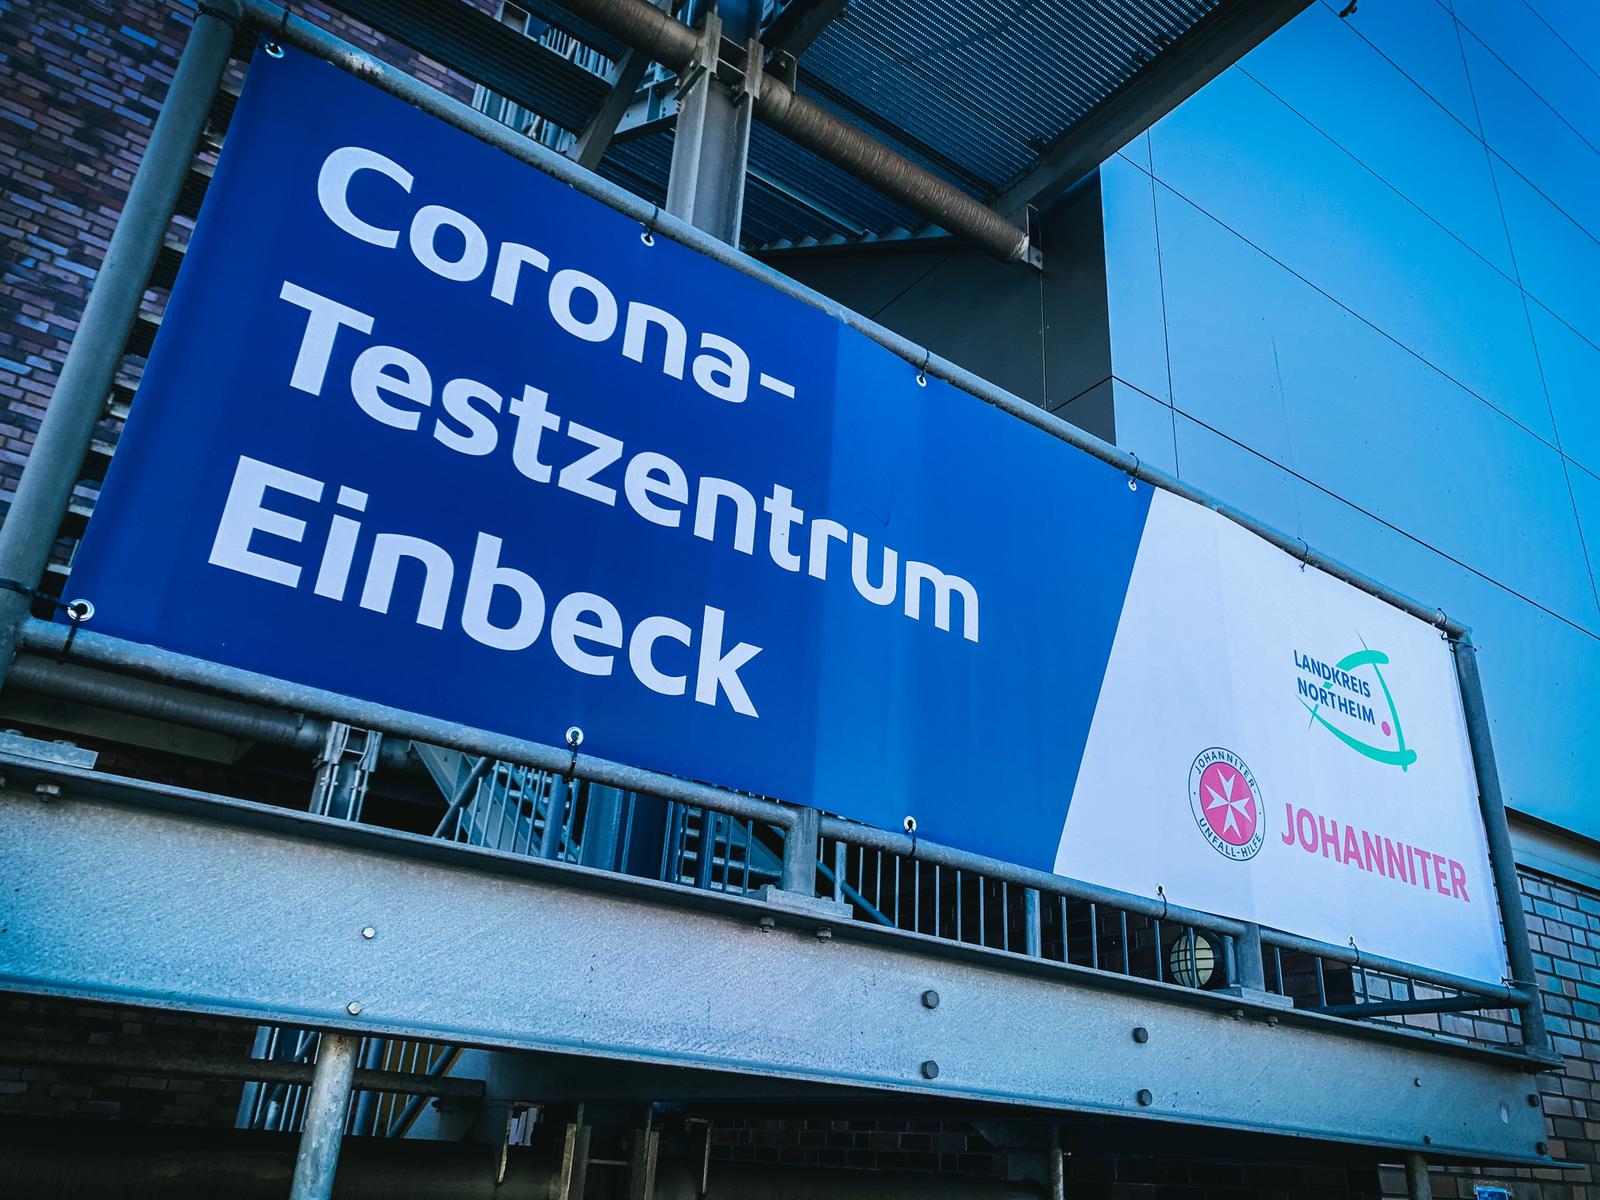 Corona-
Testzentrum
Einbeck
LANDKREIS
NORTHEIM
JOHANNITER-
UNFALL-HILFE
JOHANNITER